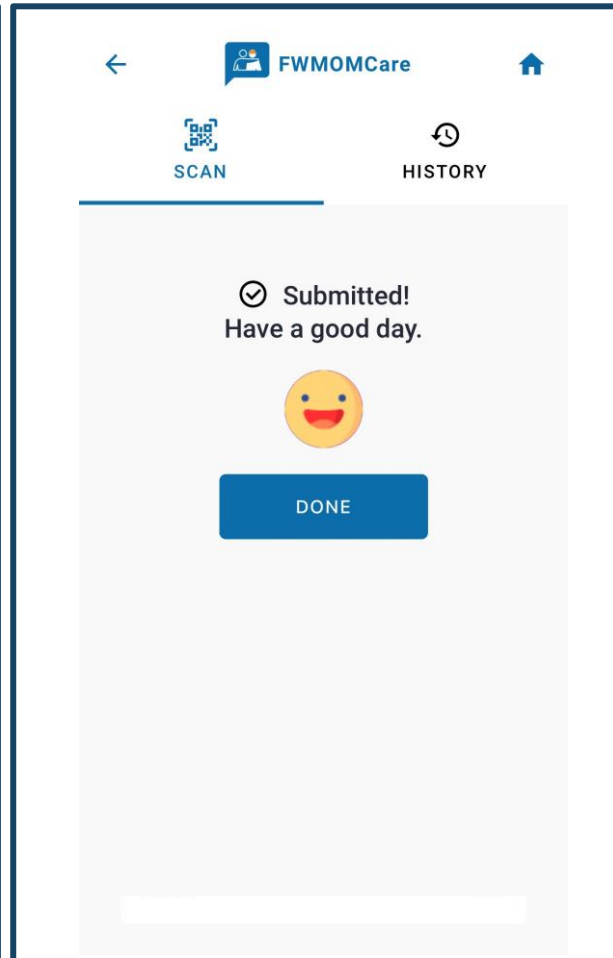 FWMOMCare
SCAN
HISTORY
Submitted!
Have a good day.
DONE